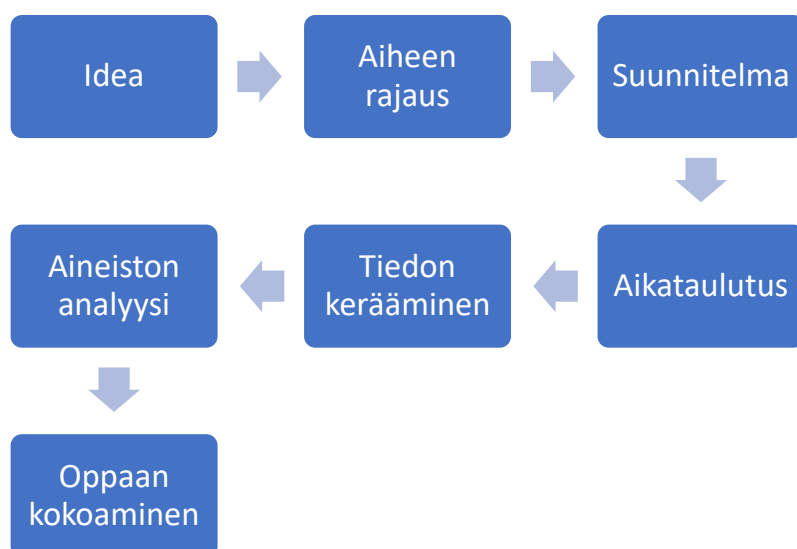 Idea
Aiheen
rajaus
Suunnitelma
Aikataulutus
Tiedon
kerääminen
Aineiston
analyysi
Oppaan
kokoaminen